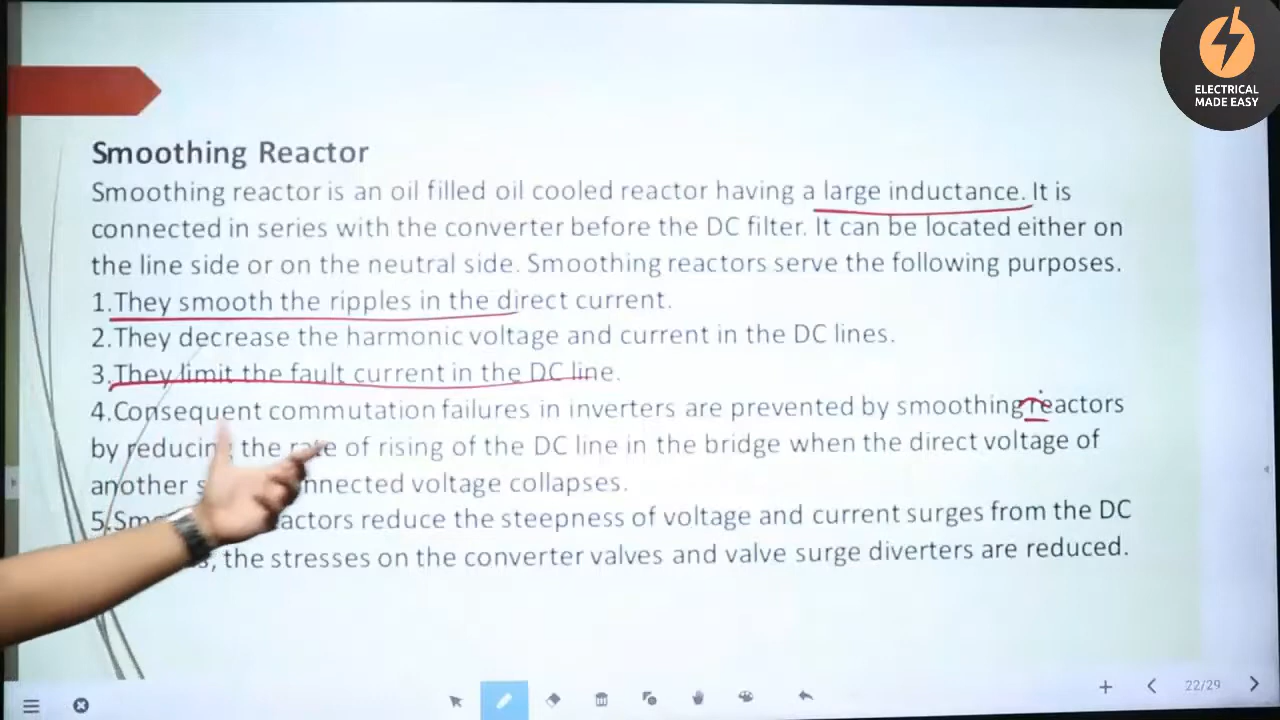 ELECTRICAL
MADE EASY
Smoothing Reactor
Smoothing reactor is an oil filled oil cooled reactor having a large inductance. It is
connected in series with the converter before the DC filter. It can be located either on
the line side or on the neutral side. Smoothing reactors serve the following purposes.
1.They smooth the ripples in the direct current.
2.They decrease the harmonic voltage and current in the DC lines.
3.They limit the fault current in the DC line.
4.Consequent commutation failures in inverters are prevented by smoothing reactors
by reducing the rate of rising of the DC line in the bridge when the direct voltage of
another nnected voltage collapses.
5.Sm actors reduce the steepness of voltage and current surges from the DC
, the stresses on the converter valves and valve surge diverters are reduced.
22/29